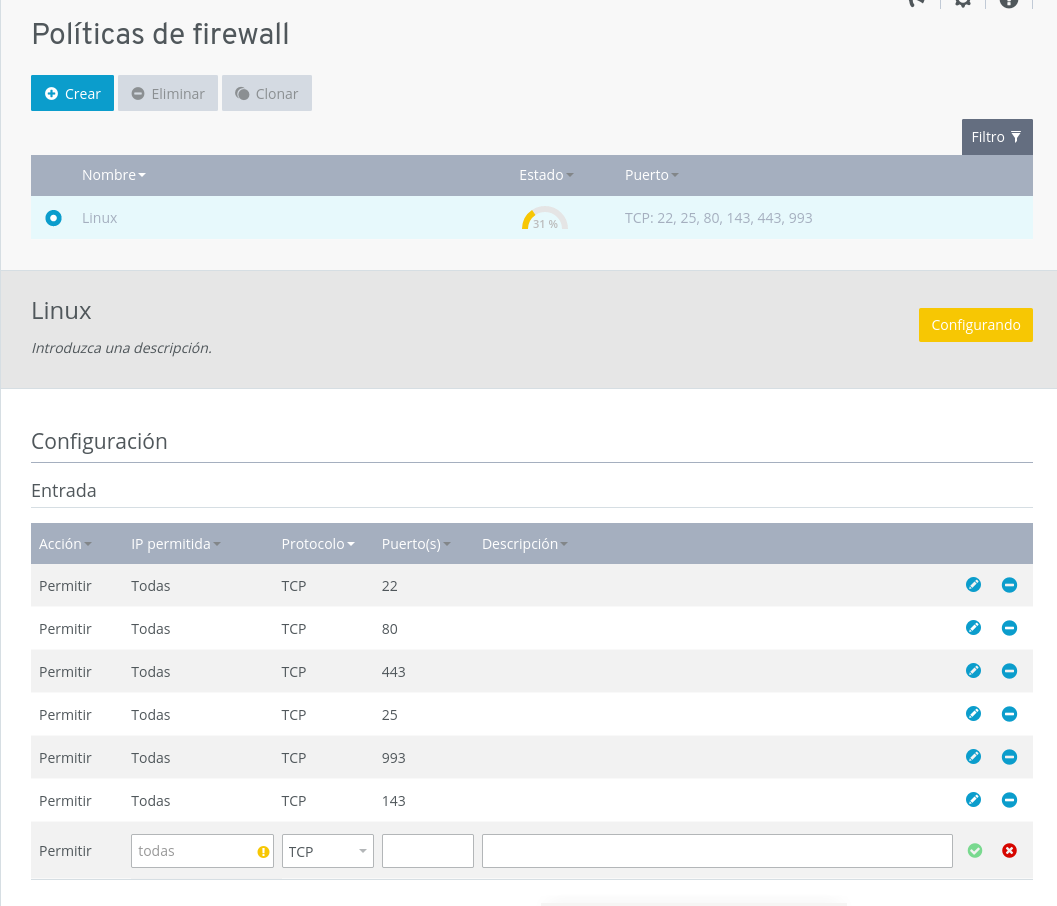 Políticas de firewall
Crear Eliminar Clonar
Filtro
Nombre Estado Puerto
Linux 31 % TCP: 22, 25, 80, 143, 443, 993
Linux
Configurando
Introduzca una descripción.
Configuración
Entrada
Acción IP permitida Protocolo Puerto(s) Descripción
Permitir Todas TCP 22
Permitir Todas TCP 80
Permitir Todas TCP 443
Permitir Todas TCP 25
Permitir Todas TCP 993
Permitir Todas TCP 143
Permitir todas TCP